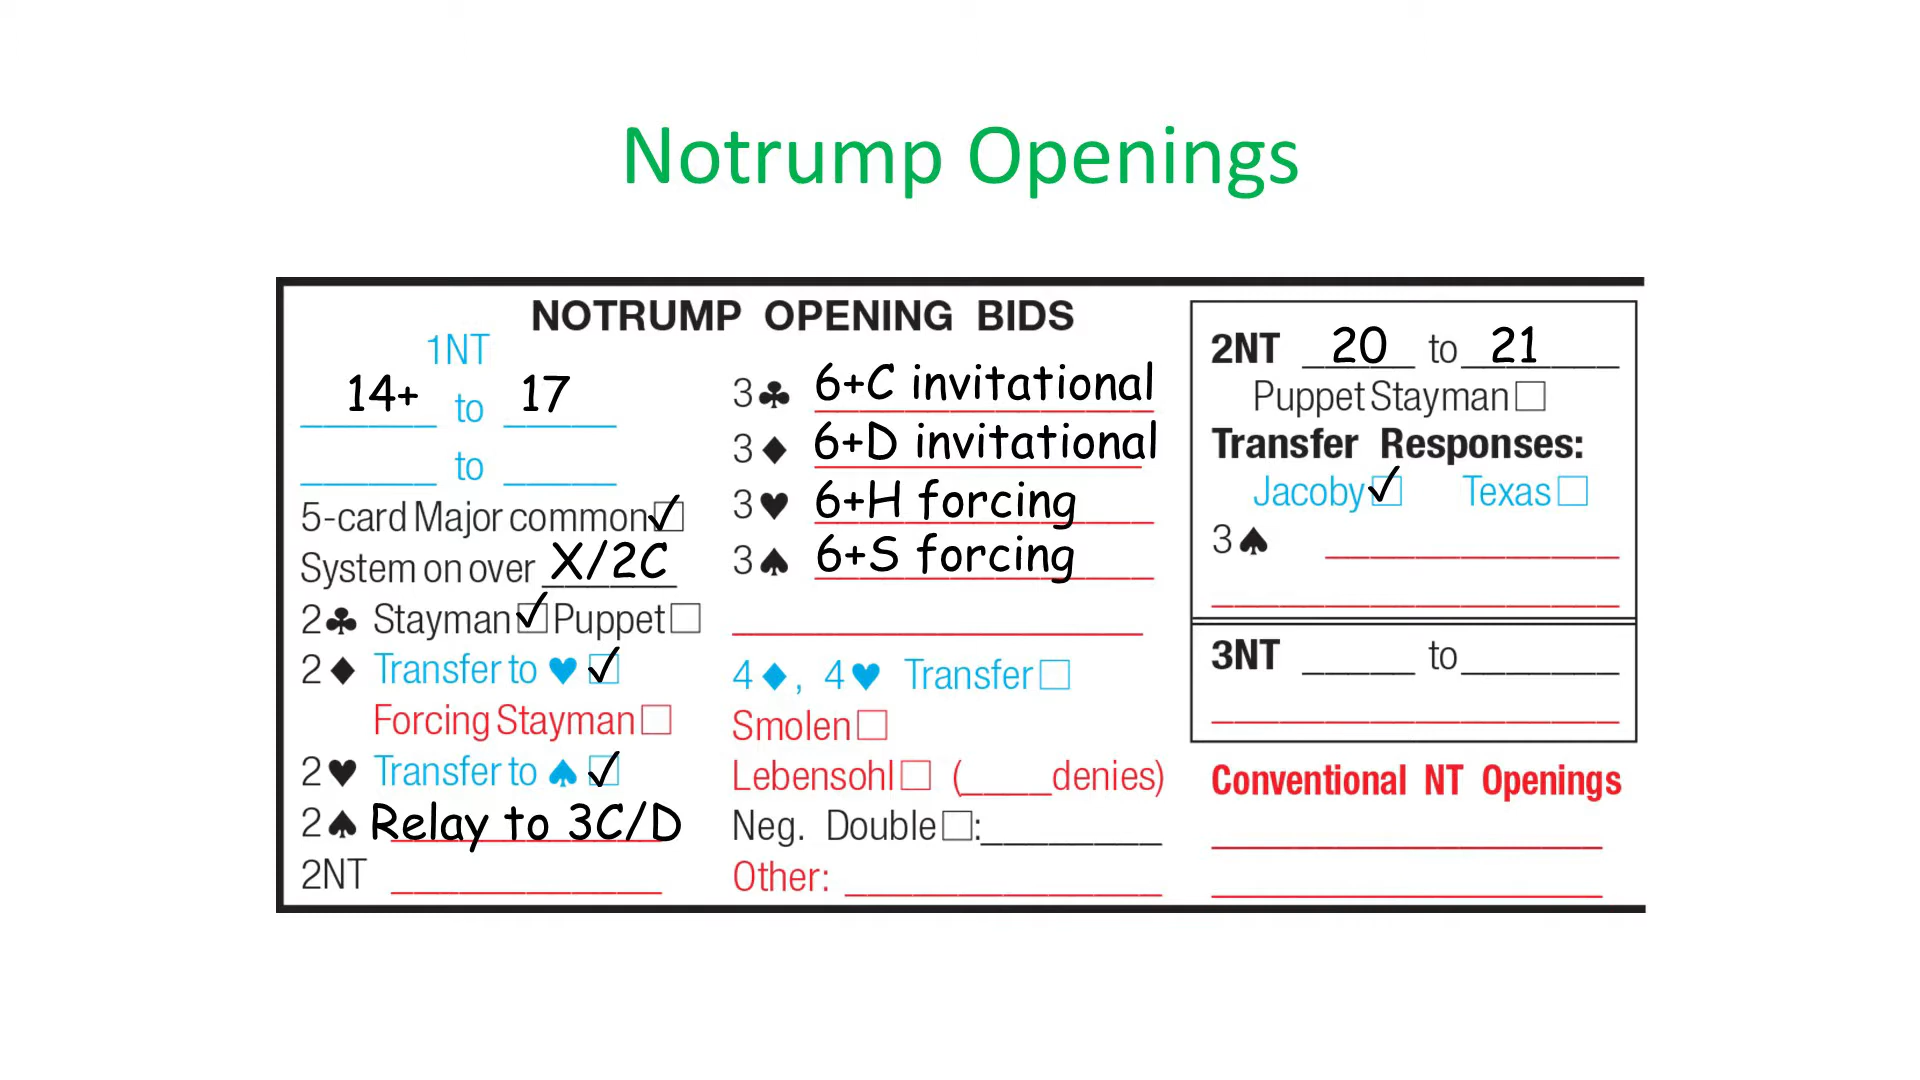 Notrump Openings
NOTRUMP OPENING BIDS
1NT
14+ to 17
to
5-card Major common ✓
System on over X/2C
2♣ Stayman ✓ Puppet □
2♦ Transfer to ♥ ✓
Forcing Stayman □
2♥ Transfer to ♠ ✓
2♠ Relay to 3C/D
2NT
3♣ 6+C invitational
3♦ 6+D invitational
3♥ 6+H forcing
3♠ 6+S forcing
4♦, 4♥ Transfer □
Smolen □
Lebensohl □ (____denies)
Neg. Double □:
Other:
2NT 20 to 21
Puppet Stayman □
Transfer Responses:
Jacoby ✓ Texas □
3♠
3NT ____ to ____
Conventional NT Openings